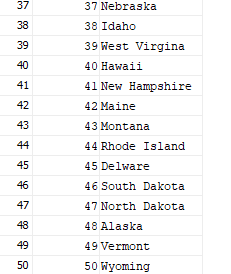 37 37 Nebraska
38 38 Idaho
39 39 West Virgina
40 40 Hawaii
41 41 New Hampshire
42 42 Maine
43 43 Montana
44 44 Rhode Island
45 45 Delware
46 46 South Dakota
47 47 North Dakota
48 48 Alaska
49 49 Vermont
50 50 Wyoming